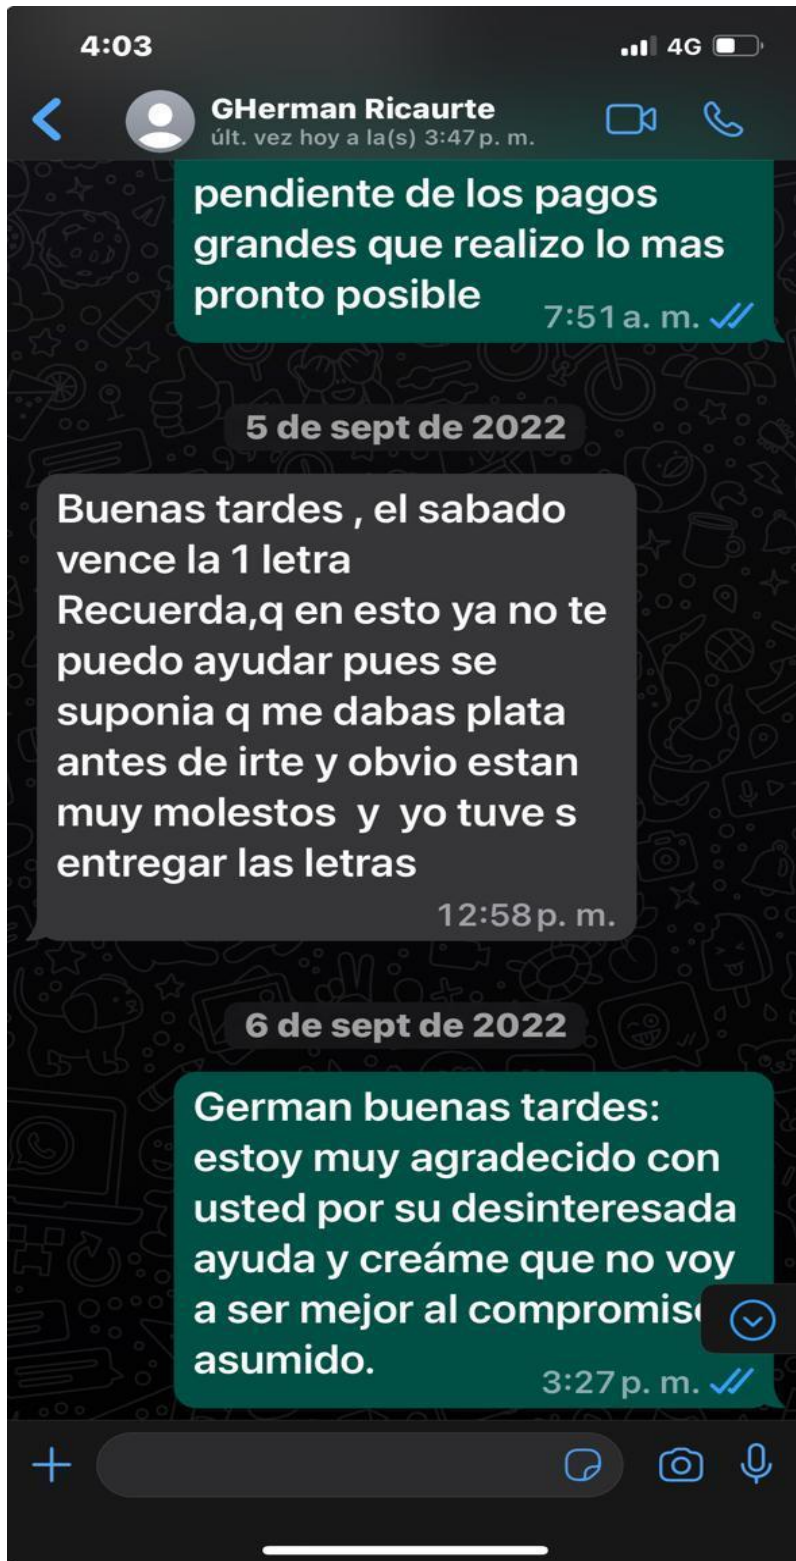 4:03
4G
GHerman Ricaurte
últ. vez hoy a la(s) 3:47 p. m.
pendiente de los pagos
grandes que realizo lo mas
pronto posible
7:51 a. m.
5 de sept de 2022
Buenas tardes , el sabado
vence la 1 letra
Recuerda,q en esto ya no te
puedo ayudar pues se
suponia q me dabas plata
antes de irte y obvio estan
muy molestos y yo tuve s
entregar las letras
12:58 p. m.
6 de sept de 2022
German buenas tardes:
estoy muy agradecido con
usted por su desinteresada
ayuda y creáme que no voy
a ser mejor al compromis
asumido.
3:27 p. m.